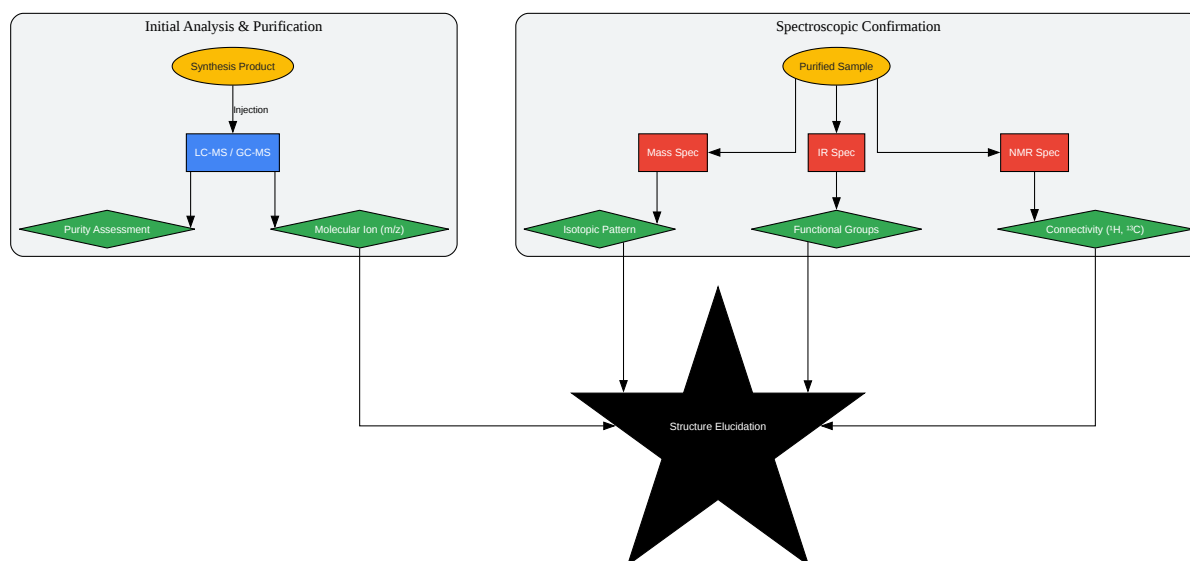 Initial Analysis & Purification
Spectroscopic Confirmation
Synthesis Product
Purified Sample
Injection
LC-MS / GC-MS
Mass Spec
IR Spec
NMR Spec
Purity Assessment
Molecular Ion (m/z)
Isotopic Pattern
Functional Groups
Connectivity (¹H, ¹³C)
Structure Elucidation